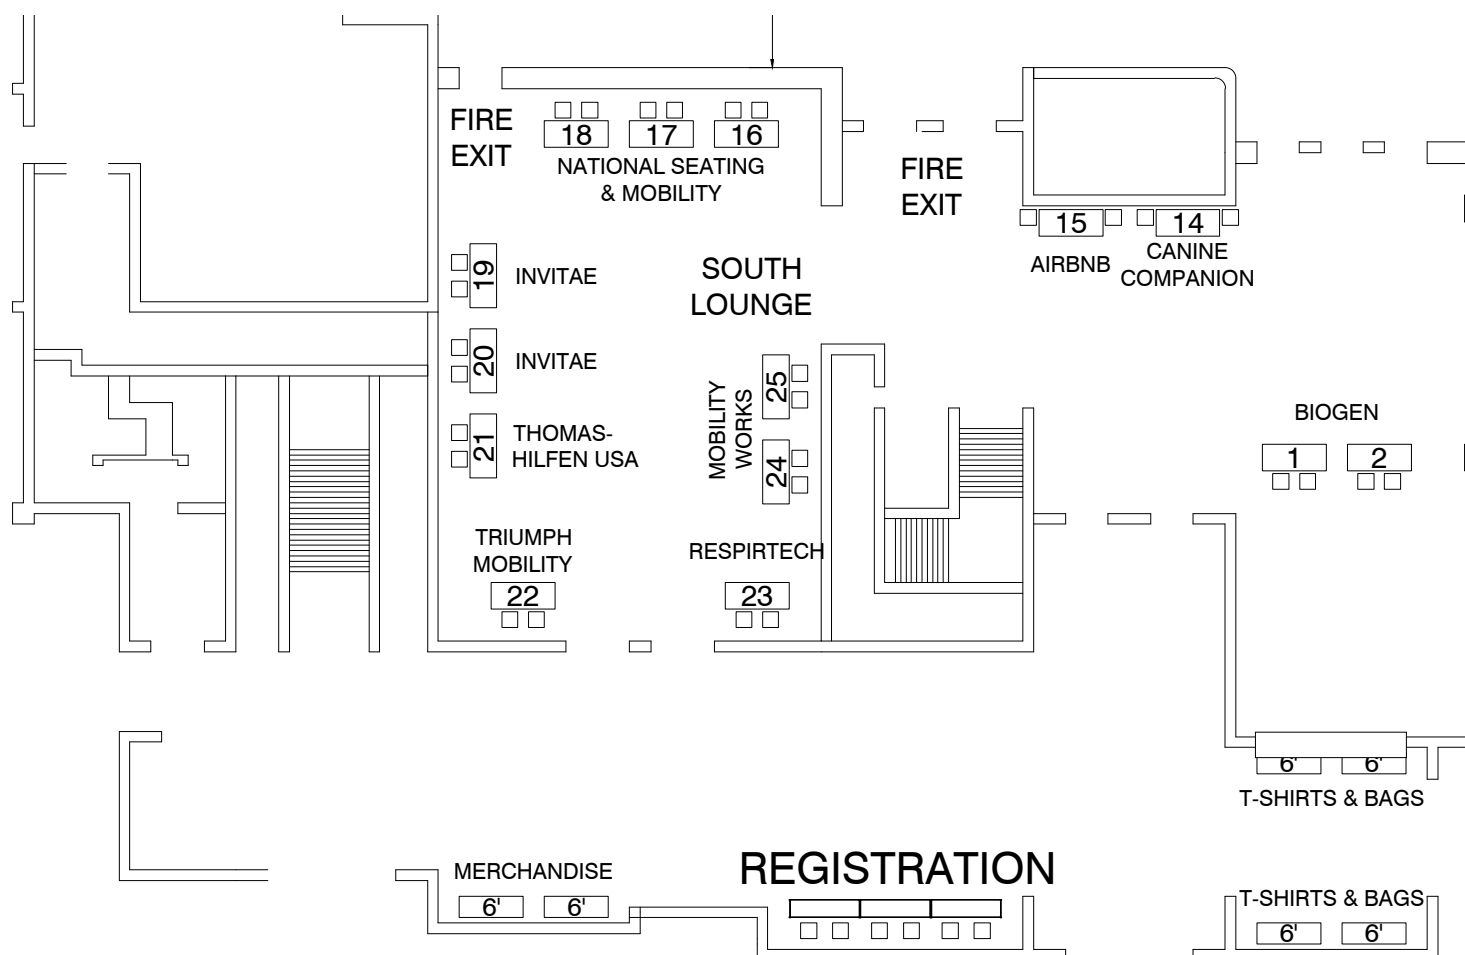 FIRE
EXIT
18
17
16
NATIONAL SEATING
& MOBILITY
FIRE
EXIT
15
14
AIRBNB
CANINE
COMPANION
19
INVITAE
SOUTH
LOUNGE
20
INVITAE
25
24
MOBILITY
WORKS
21
THOMAS-
HILFEN USA
BIOGEN
1
2
TRIUMPH
MOBILITY
22
RESPIRTECH
23
6'
6'
T-SHIRTS & BAGS
MERCHANDISE
6'
6'
REGISTRATION
T-SHIRTS & BAGS
6'
6'